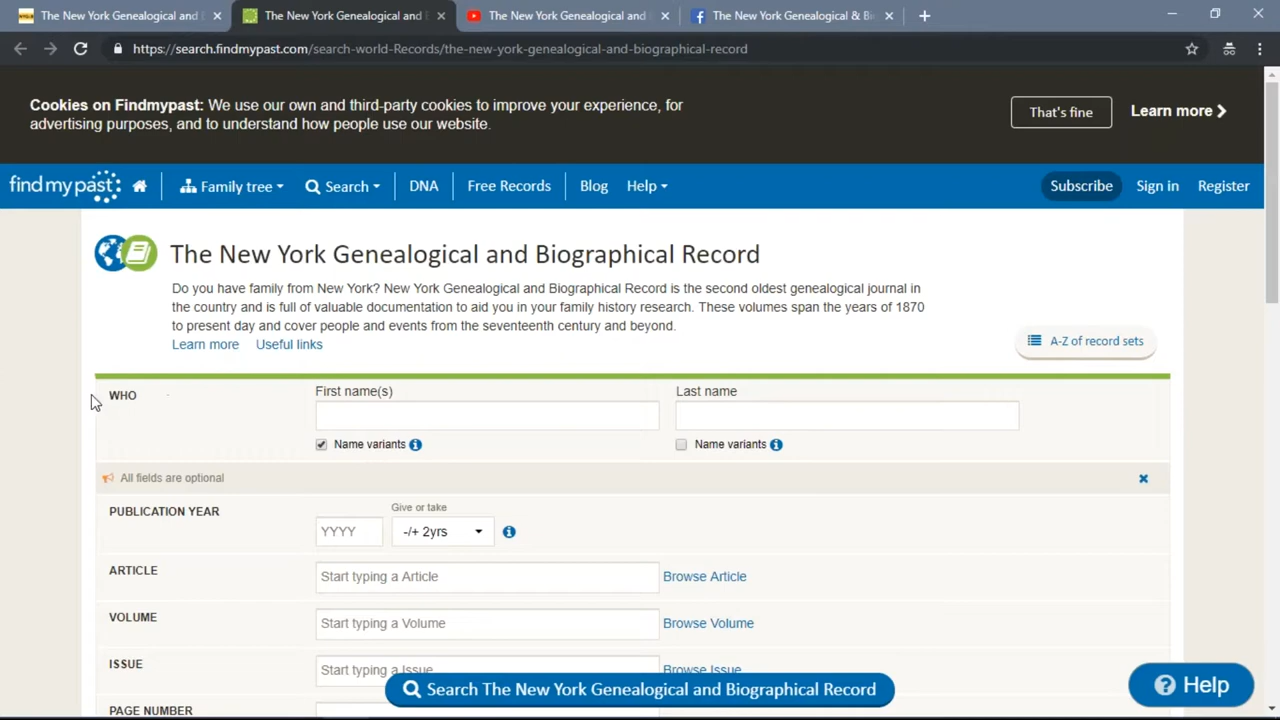 The New York Genealogical and B
The New York Genealogical and B
The New York Genealogical and
The New York Genealogical & Bi
https://search.findmypast.com/search-world-Records/the-new-york-genealogical-and-biographical-record
Cookies on Findmypast: We use our own and third-party cookies to improve your experience, for
advertising purposes, and to understand how people use our website.
That's fine
Learn more
findmypast
Family tree
Search
DNA
Free Records
Blog
Help
Subscribe
Sign in
Register
The New York Genealogical and Biographical Record
Do you have family from New York? New York Genealogical and Biographical Record is the second oldest genealogical journal in
the country and is full of valuable documentation to aid you in your family history research. These volumes span the years of 1870
to present day and cover people and events from the seventeenth century and beyond.
Learn more
Useful links
A-Z of record sets
WHO
First name(s)
Last name
Name variants
Name variants
All fields are optional
PUBLICATION YEAR
Give or take
YYYY
-/+ 2yrs
ARTICLE
Start typing a Article
Browse Article
VOLUME
Start typing a Volume
Browse Volume
ISSUE
Start typing a Issue
Browse Issue
Search The New York Genealogical and Biographical Record
Help
PAGE NUMBER